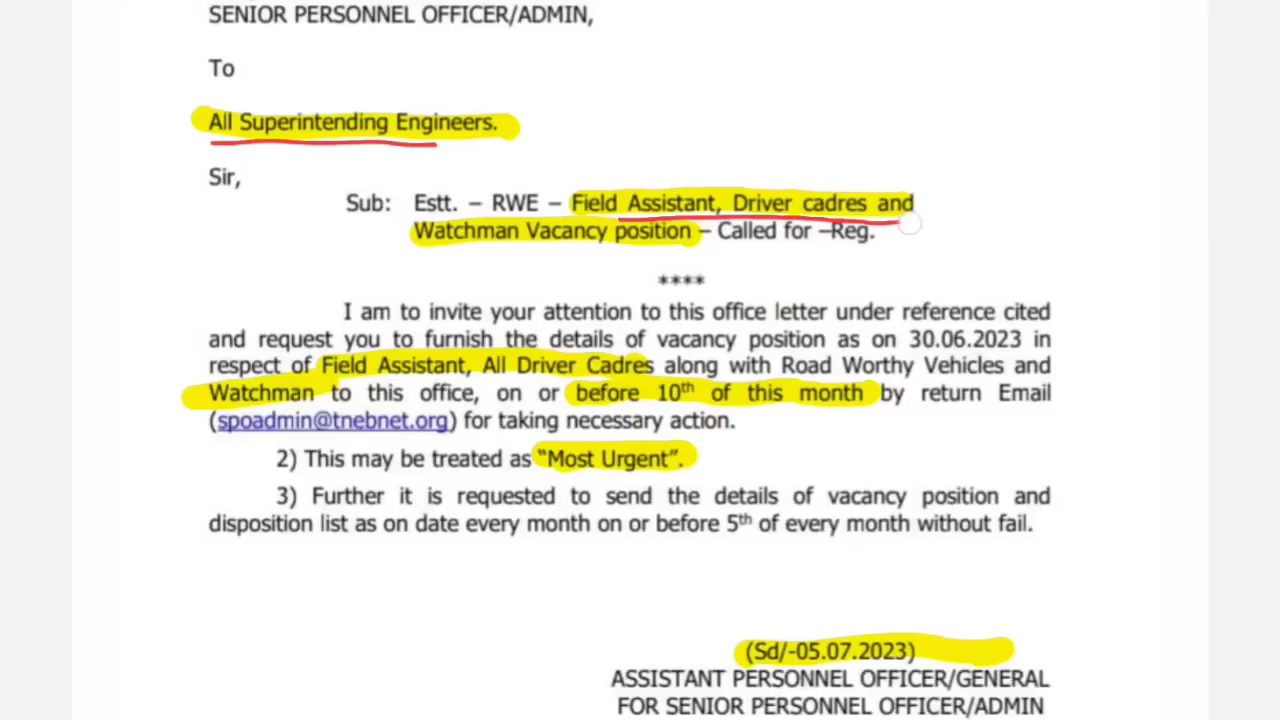 SENIOR PERSONNEL OFFICER/ADMIN,
To
All Superintending Engineers.
Sir,
Sub: Estt. – RWE – Field Assistant, Driver cadres and
Watchman Vacancy position – Called for –Reg.
****
I am to invite your attention to this office letter under reference cited
and request you to furnish the details of vacancy position as on 30.06.2023 in
respect of Field Assistant, All Driver Cadres along with Road Worthy Vehicles and
Watchman to this office, on or before 10th of this month by return Email
(spoadmin@tnebnet.org) for taking necessary action.
2) This may be treated as “Most Urgent”.
3) Further it is requested to send the details of vacancy position and
disposition list as on date every month on or before 5th of every month without fail.
(Sd/-05.07.2023)
ASSISTANT PERSONNEL OFFICER/GENERAL
FOR SENIOR PERSONNEL OFFICER/ADMIN